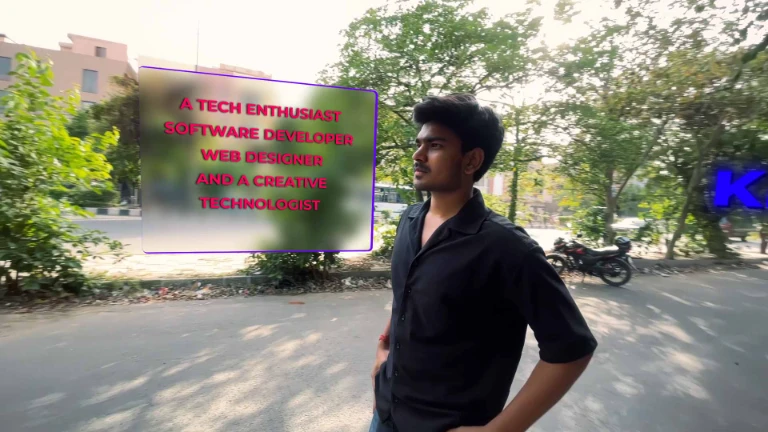 A TECH ENTHUSIAST
SOFTWARE DEVELOPER
WEB DESIGNER
AND A CREATIVE
TECHNOLOGIST
K